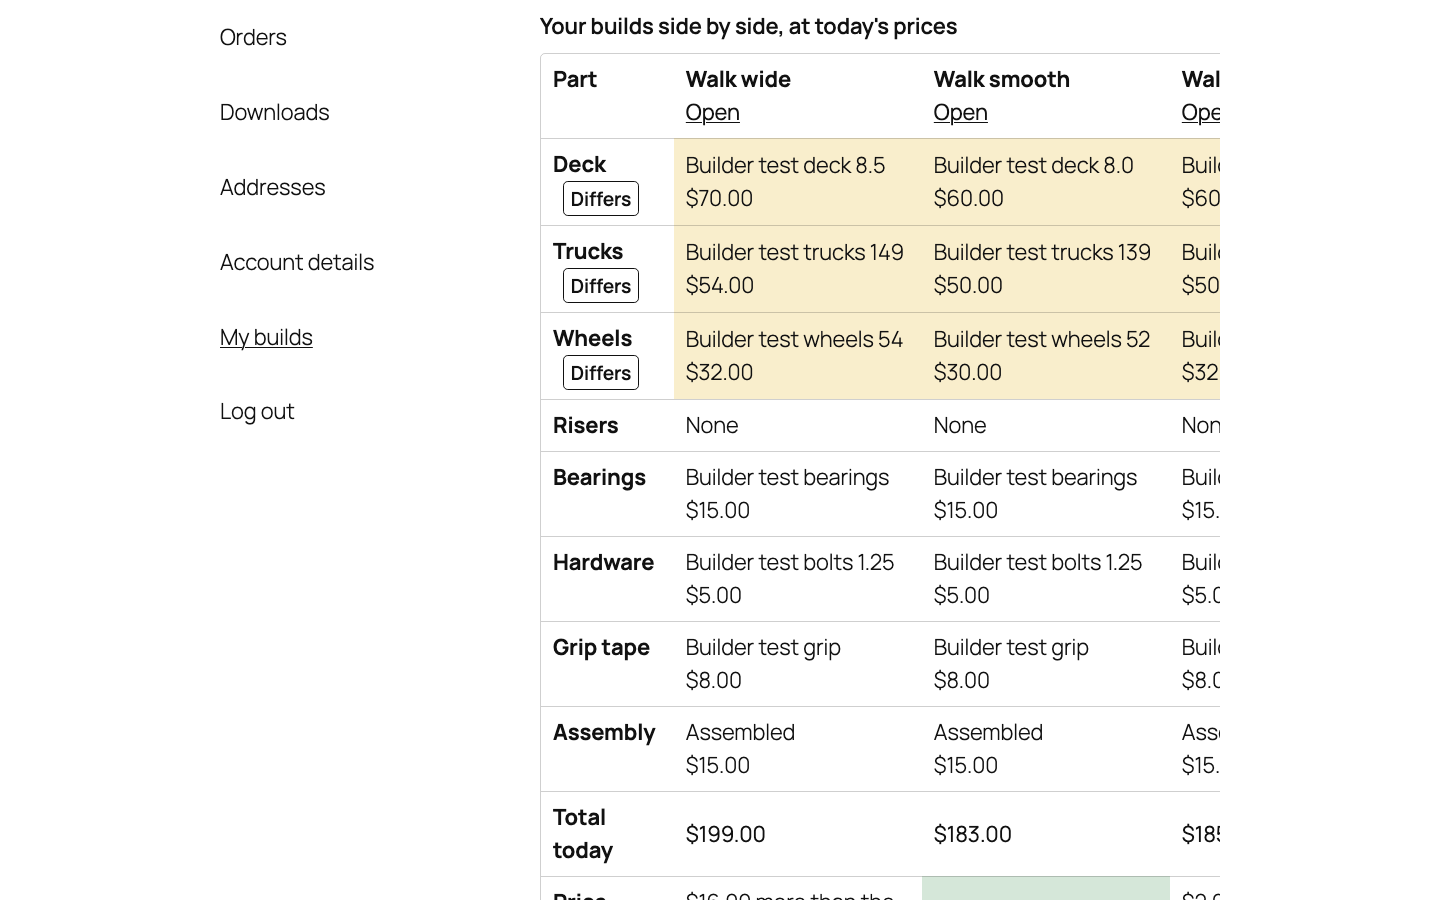 Orders
Downloads
Addresses
Account details
My builds
Log out
Your builds side by side, at today's prices
Part Walk wide Walk smooth
Open Open
Deck Builder test deck 8.5 Builder test deck 8.0
Differs $70.00 $60.00
Trucks Builder test trucks 149 Builder test trucks 139
Differs $54.00 $50.00
Wheels Builder test wheels 54 Builder test wheels 52
Differs $32.00 $30.00
Risers None None
Bearings Builder test bearings Builder test bearings
$15.00 $15.00
Hardware Builder test bolts 1.25 Builder test bolts 1.25
$5.00 $5.00
Grip tape Builder test grip Builder test grip
$8.00 $8.00
Assembly Assembled Assembled
$15.00 $15.00
Total
today $199.00 $183.00
Price $16.00 more than the